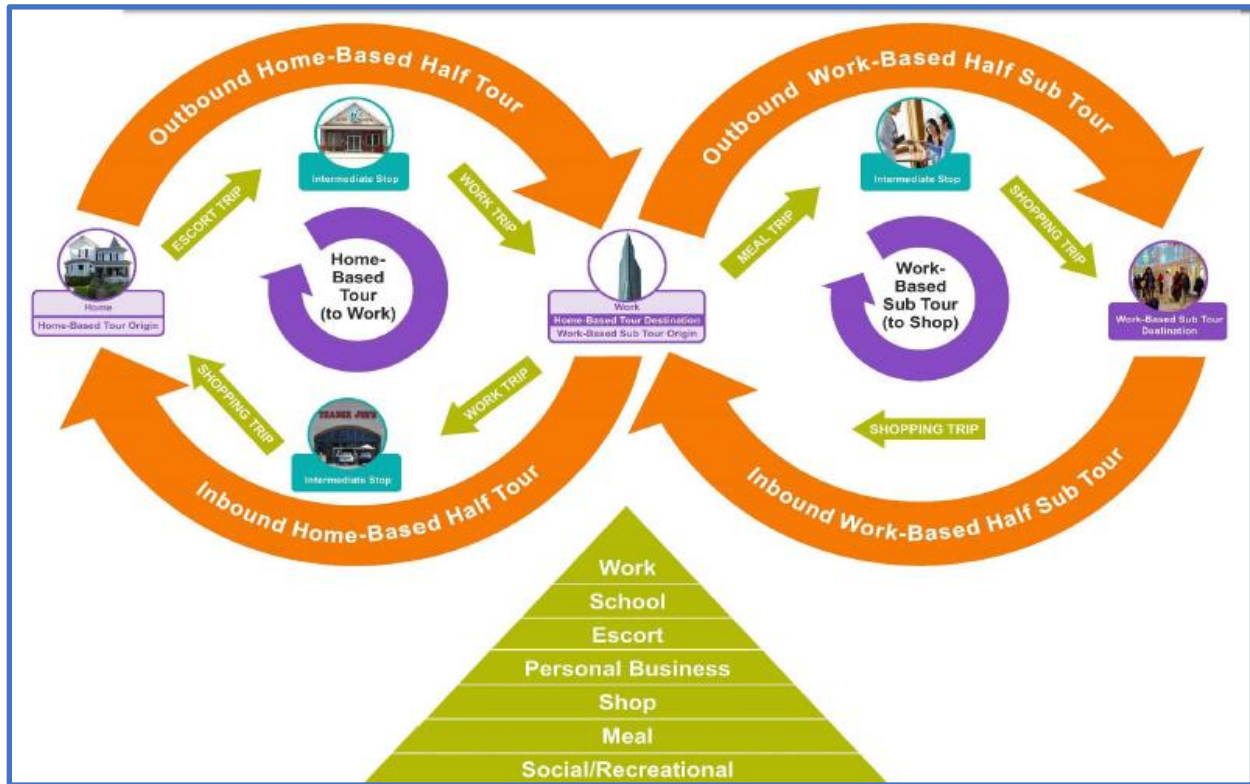 Outbound Home-Based Half Tour
Outbound Work-Based Half Sub Tour
Intermediate Stop
Intermediate Stop
ESCORT TRIP
WORK TRIP
MEAL TRIP
SHOPPING TRIP
Home
Home-Based Tour Origin
Home-
Based
Tour
(to Work)
Work
Home-Based Tour Destination
Work-Based Sub Tour Origin
Work-
Based
Sub Tour
(to Shop)
Work-Based Sub Tour
Destination
SHOPPING TRIP
WORK TRIP
SHOPPING TRIP
TRADER JOE'S
Intermediate Stop
Inbound Home-Based Half Tour
Inbound Work-Based Half Sub Tour
Work
School
Escort
Personal Business
Shop
Meal
Social/Recreational